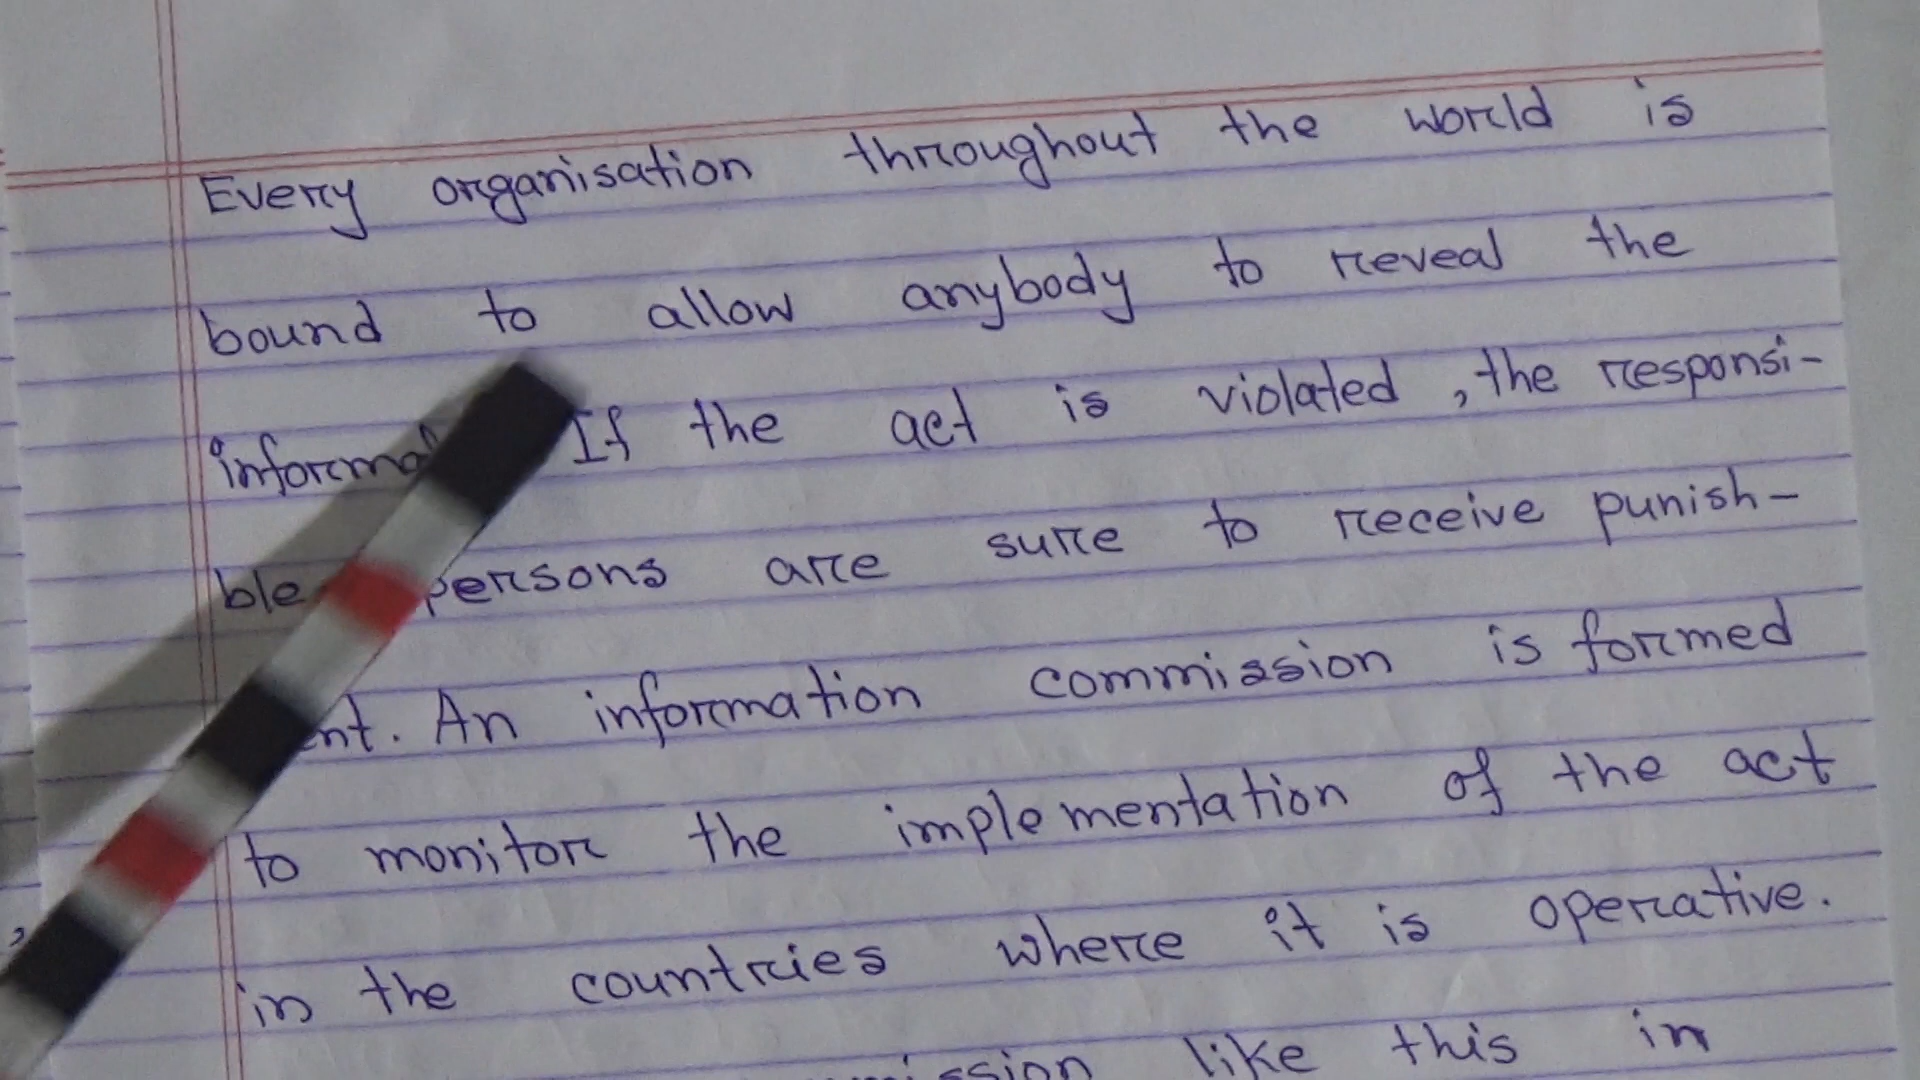 Every organisation throughout the world is
bound to allow anybody to reveal the
If the act is violated, the responsi-
ble persons are sure to receive punish-
. An information commission is formed
to monitor the implementation of the act
in the countries where it is operative.
like this in